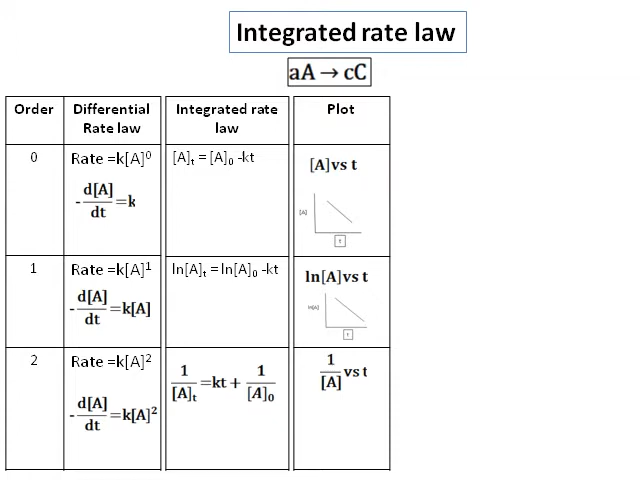 Integrated rate law
aA → cC
Order Differential Rate law Integrated rate law Plot
0 Rate =k[A]⁰ [A]ₜ = [A]₀ -kt [A]vs t
-d[A]/dt=k
[A]
t
1 Rate =k[A]¹ ln[A]ₜ = ln[A]₀ -kt ln[A]vs t
-d[A]/dt=k[A]
ln[A]
t
2 Rate =k[A]² 1/[A]ₜ=kt + 1/[A]₀ 1/[A] vs t
-d[A]/dt=k[A]²